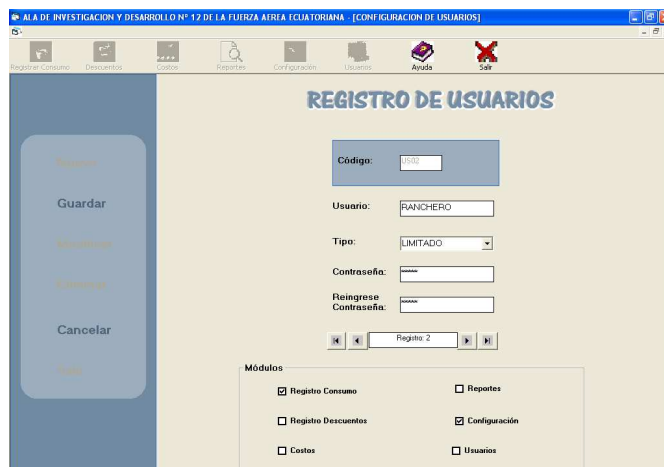 ALA DE INVESTIGACION Y DESARROLLO Nº 12 DE LA FUERZA AEREA ECUATORIANA - [CONFIGURACION DE USUARIOS]
Registrar Consumo Descuentos Costos Reportes Configuración Usuarios Ayuda Salir
REGISTRO DE USUARIOS
Código: US02
Guardar
Usuario: RANCHERO
Tipo: LIMITADO
Contraseña: *****
Reingrese
Contraseña: *****
Cancelar
Registro: 2
Módulos
Registro Consumo Reportes
Registro Descuentos Configuración
Costos Usuarios